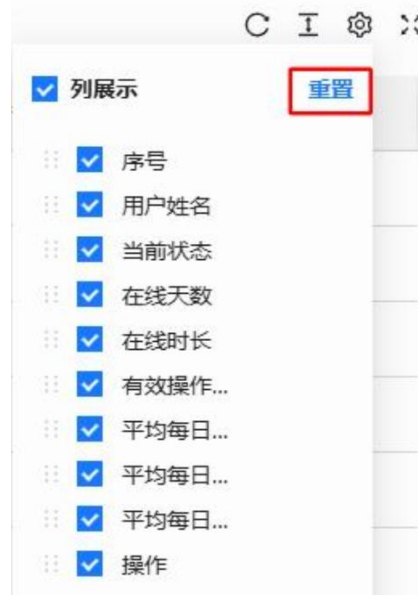 列展示 重置
序号
用户姓名
当前状态
在线天数
在线时长
有效操作...
平均每日...
平均每日...
平均每日...
操作